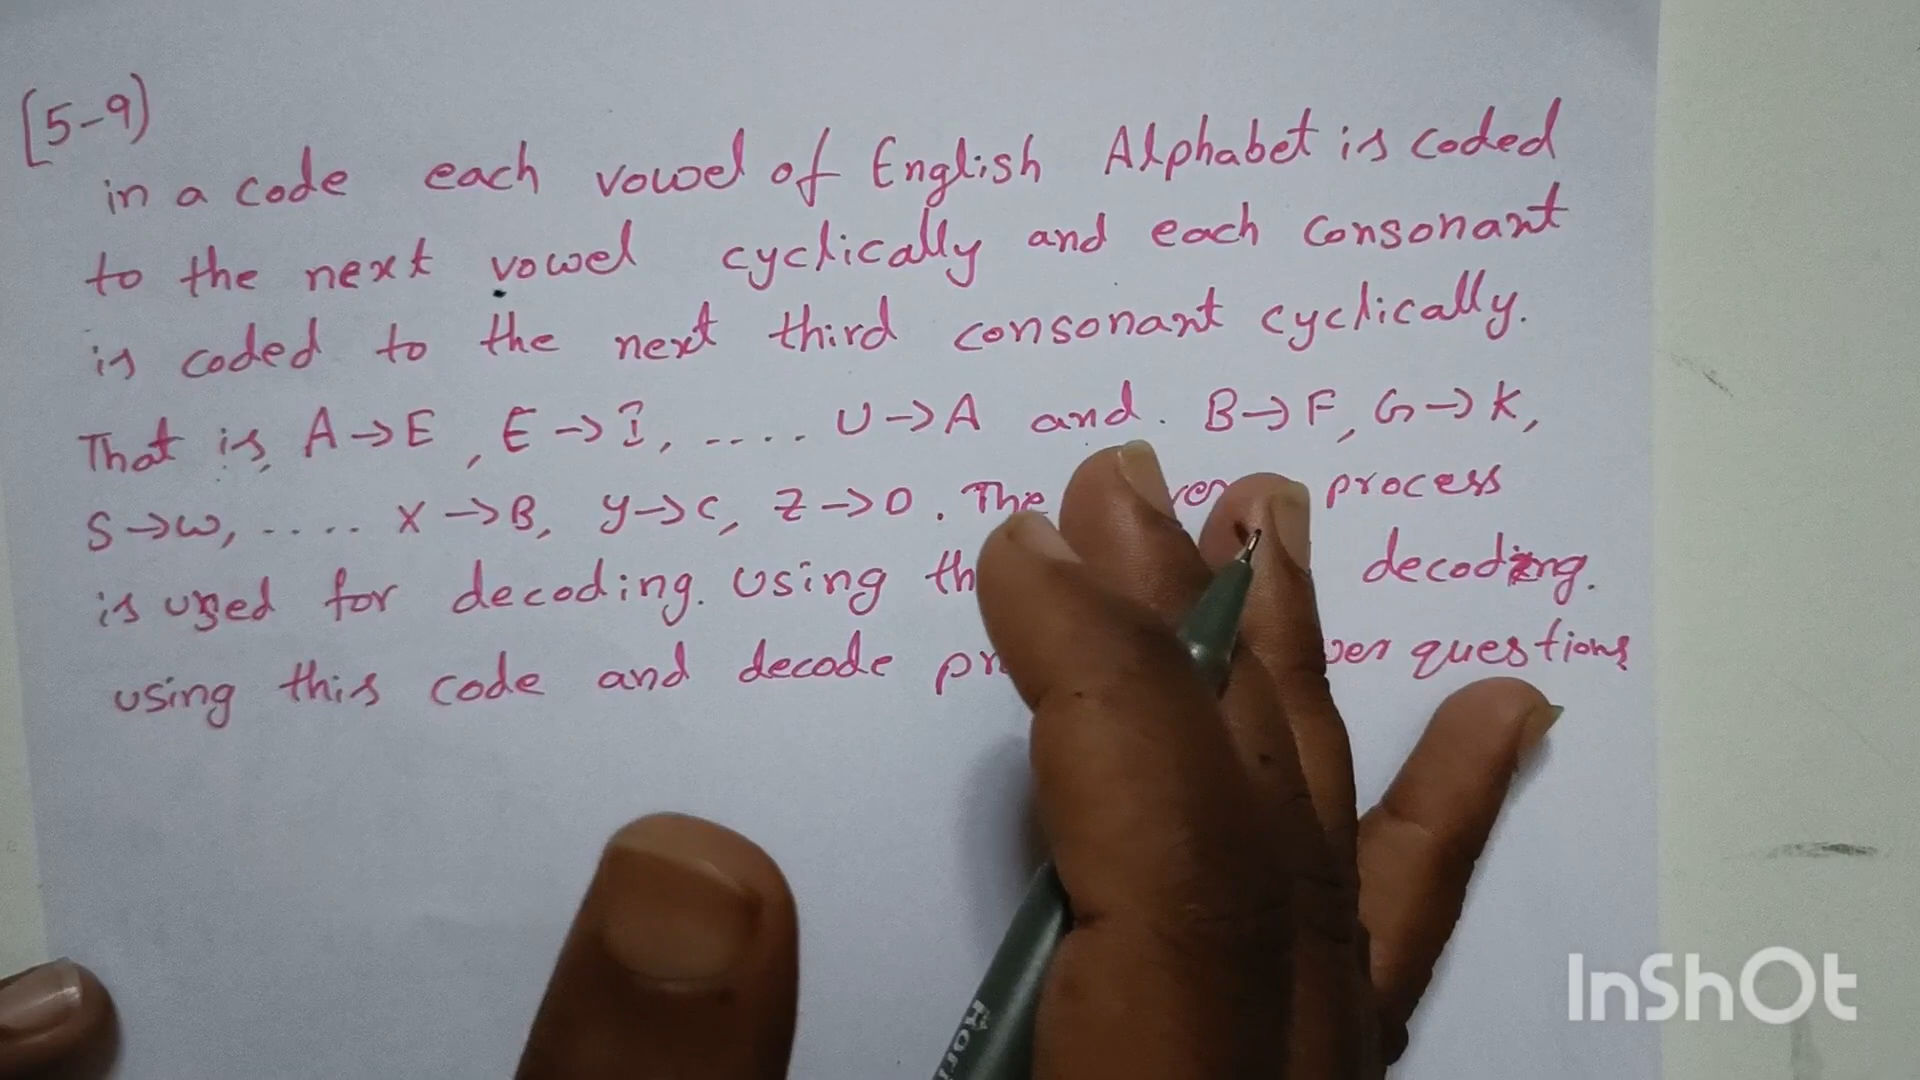 [5-9)
in a code each vowel of English Alphabet is coded
to the next vowel cyclically and each consonant
is coded to the next third consonant cyclically.
That is, A→E, E→I, .... U→A and. B→F, G→K,
S→W, .... X→B, Y→C, Z→D. The process
is used for decoding. Using decoding.
using this code and decode questions
InShOt